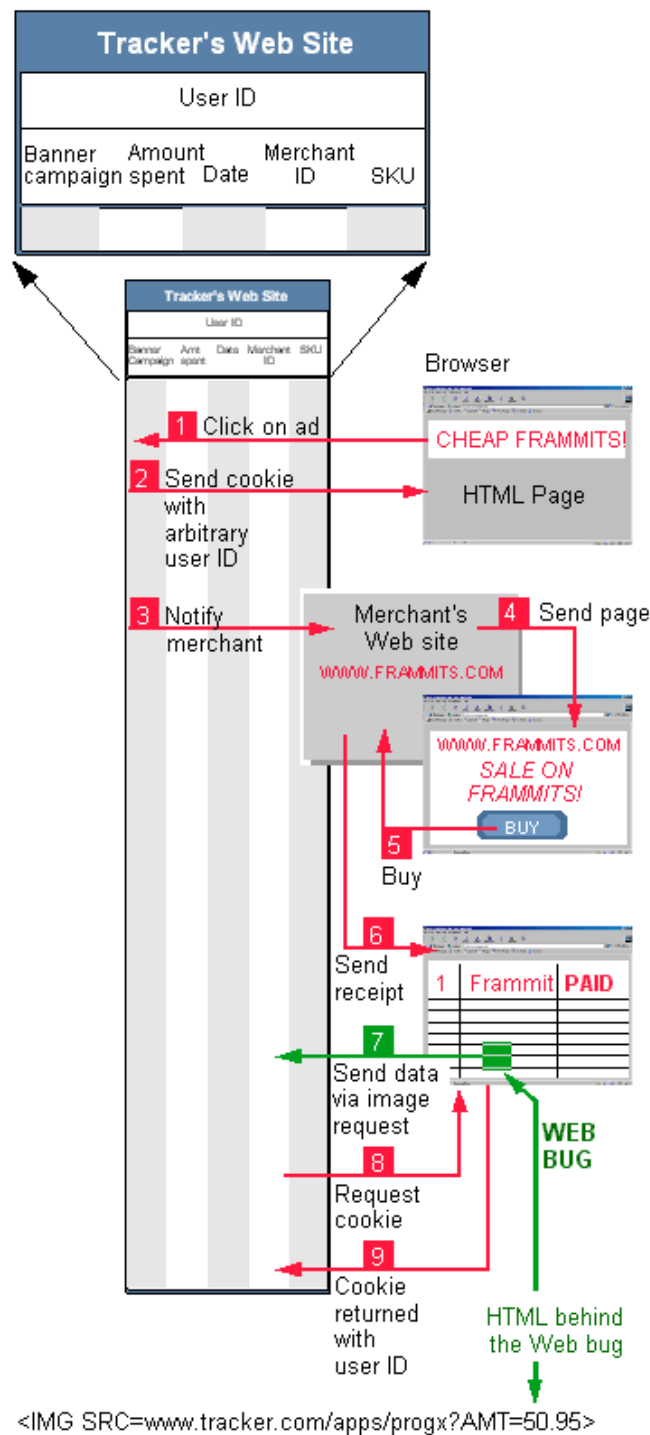 Tracker's Web Site
User ID
Banner campaign
Amount spent
Date
Merchant ID
SKU
Tracker's Web Site
User ID
Banner Campaign
Amt spent
Data
Merchant ID
SKU
Browser
CHEAP FRAMMITS!
HTML Page
1 Click on ad
2 Send cookie
with
arbitrary
user ID
3 Notify
merchant
Merchant's
Web site
WWW.FRAMMITS.COM
4 Send page
WWW.FRAMMITS.COM
SALE ON
FRAMMITS!
BUY
5
Buy
6
Send
receipt
1 Frammit PAID
7
Send data
via image
request
WEB
BUG
8
Request
cookie
9
Cookie
returned
with
user ID
HTML behind
the Web bug
<IMG SRC=www.tracker.com/apps/progx?AMT=50.95>